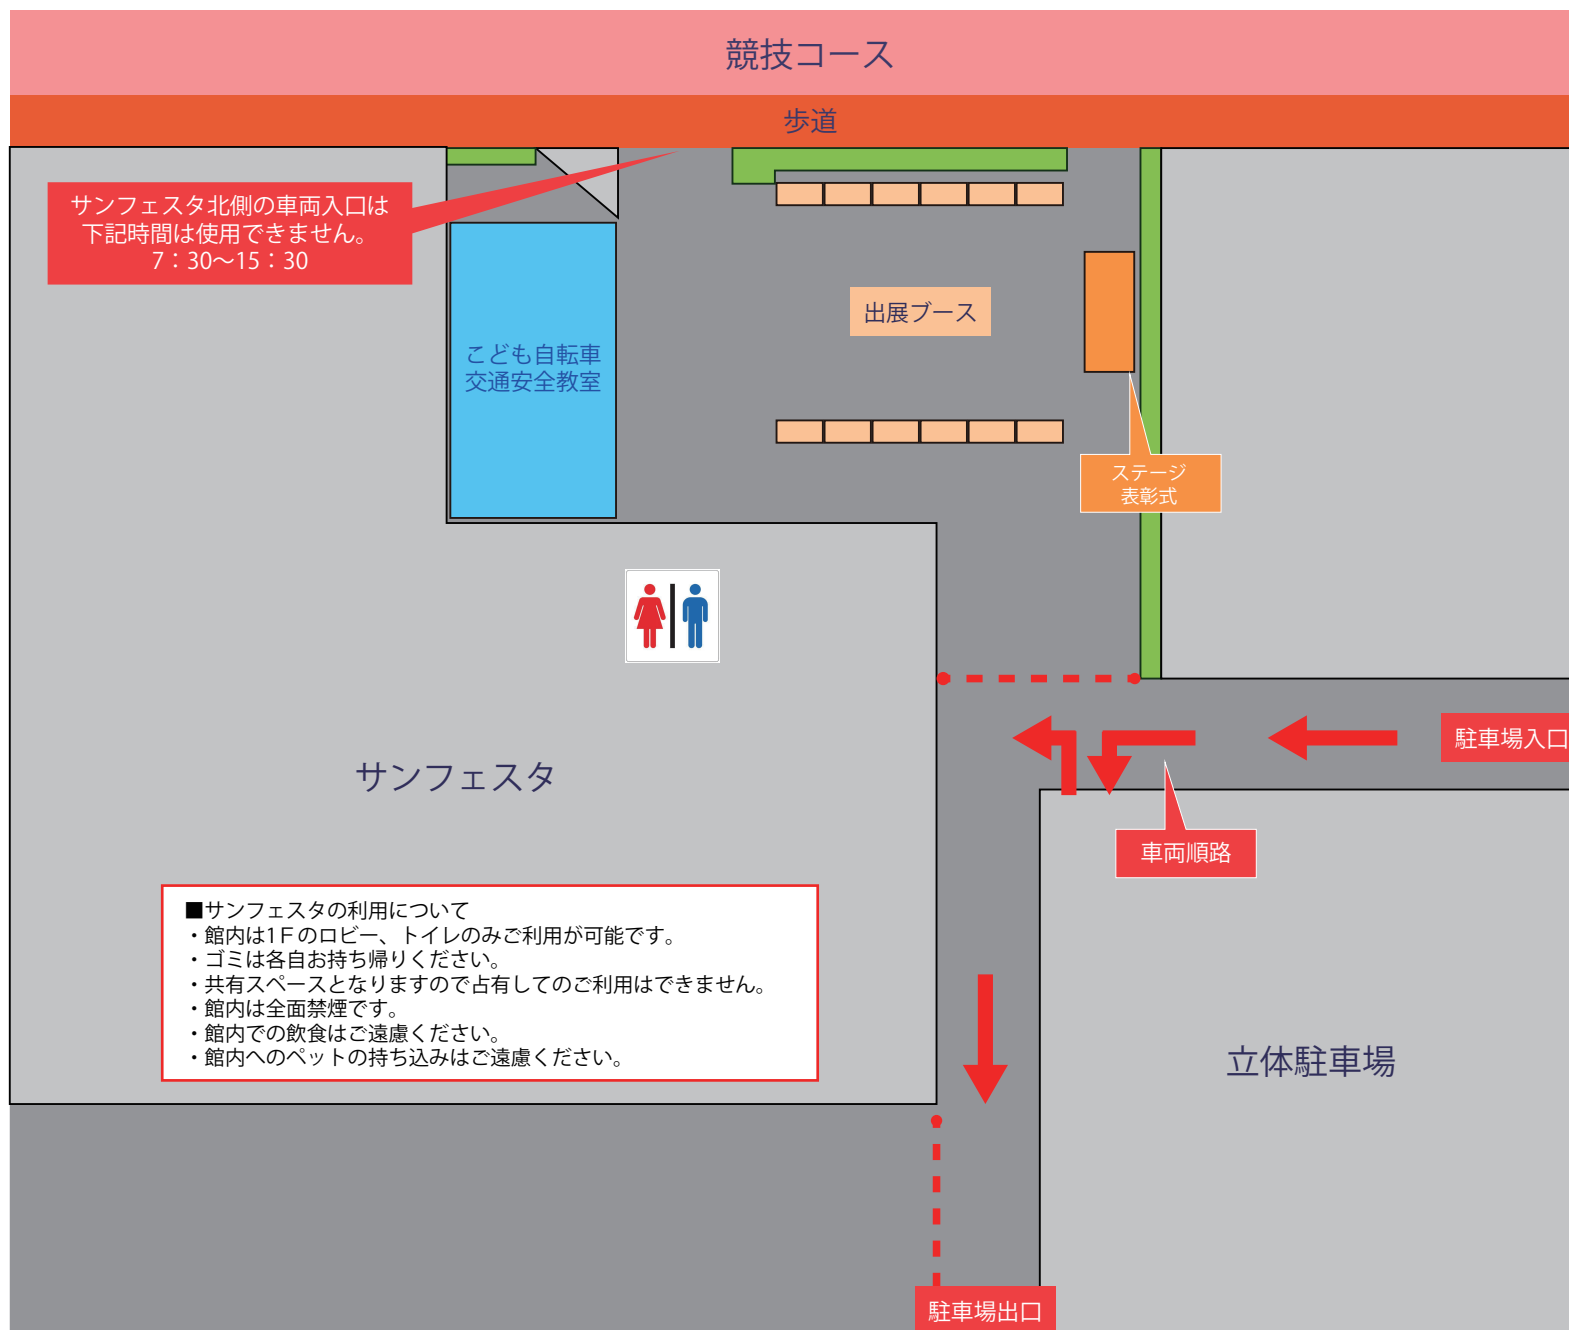 競技コース
歩道
サンフェスタ北側の車両入口は
下記時間は使用できません。
7：30～15：30
出展ブース
こども自転車
交通安全教室
ステージ
表彰式
駐車場入口
サンフェスタ
車両順路
■サンフェスタの利用について
・館内は1Ｆのロビー、トイレのみご利用が可能です。
・ゴミは各自お持ち帰りください。
・共有スペースとなりますので占有してのご利用はできません。
・館内は全面禁煙です。
・館内での飲食はご遠慮ください。
・館内へのペットの持ち込みはご遠慮ください。
立体駐車場
駐車場出口